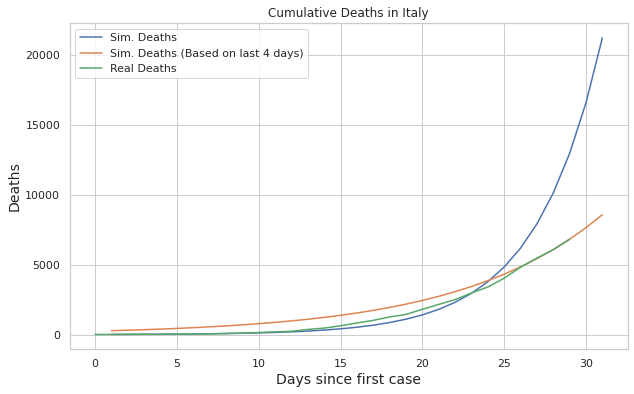 Cumulative Deaths in Italy
Sim. Deaths
Sim. Deaths (Based on last 4 days)
Real Deaths
20000
15000
10000
5000
0
Deaths
0 5 10 15 20 25 30
Days since first case